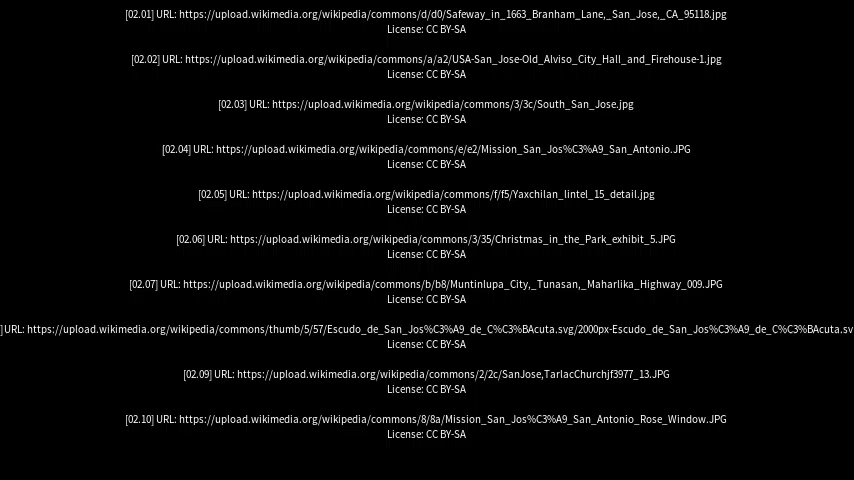 [02.01] URL: https://upload.wikimedia.org/wikipedia/commons/d/d0/Safeway_in_1663_Branham_Lane,_San_Jose,_CA_95118.jpg
License: CC BY-SA
[02.02] URL: https://upload.wikimedia.org/wikipedia/commons/a/a2/USA-San_Jose-Old_Alviso_City_Hall_and_Firehouse-1.jpg
License: CC BY-SA
[02.03] URL: https://upload.wikimedia.org/wikipedia/commons/3/3c/South_San_Jose.jpg
License: CC BY-SA
[02.04] URL: https://upload.wikimedia.org/wikipedia/commons/e/e2/Mission_San_Jos%C3%A9_San_Antonio.JPG
License: CC BY-SA
[02.05] URL: https://upload.wikimedia.org/wikipedia/commons/f/f5/Yaxchilan_lintel_15_detail.jpg
License: CC BY-SA
[02.06] URL: https://upload.wikimedia.org/wikipedia/commons/3/35/Christmas_in_the_Park_exhibit_5.JPG
License: CC BY-SA
[02.07] URL: https://upload.wikimedia.org/wikipedia/commons/b/b8/Muntinlupa_City,_Tunasan,_Maharlika_Highway_009.JPG
License: CC BY-SA
] URL: https://upload.wikimedia.org/wikipedia/commons/thumb/5/57/Escudo_de_San_Jos%C3%A9_de_C%C3%BAcuta.svg/2000px-Escudo_de_San_Jos%C3%A9_de_C%C3%BAcuta.sv
License: CC BY-SA
[02.09] URL: https://upload.wikimedia.org/wikipedia/commons/2/2c/SanJose,TarlacChurchjf3977_13.JPG
License: CC BY-SA
[02.10] URL: https://upload.wikimedia.org/wikipedia/commons/8/8a/Mission_San_Jos%C3%A9_San_Antonio_Rose_Window.JPG
License: CC BY-SA